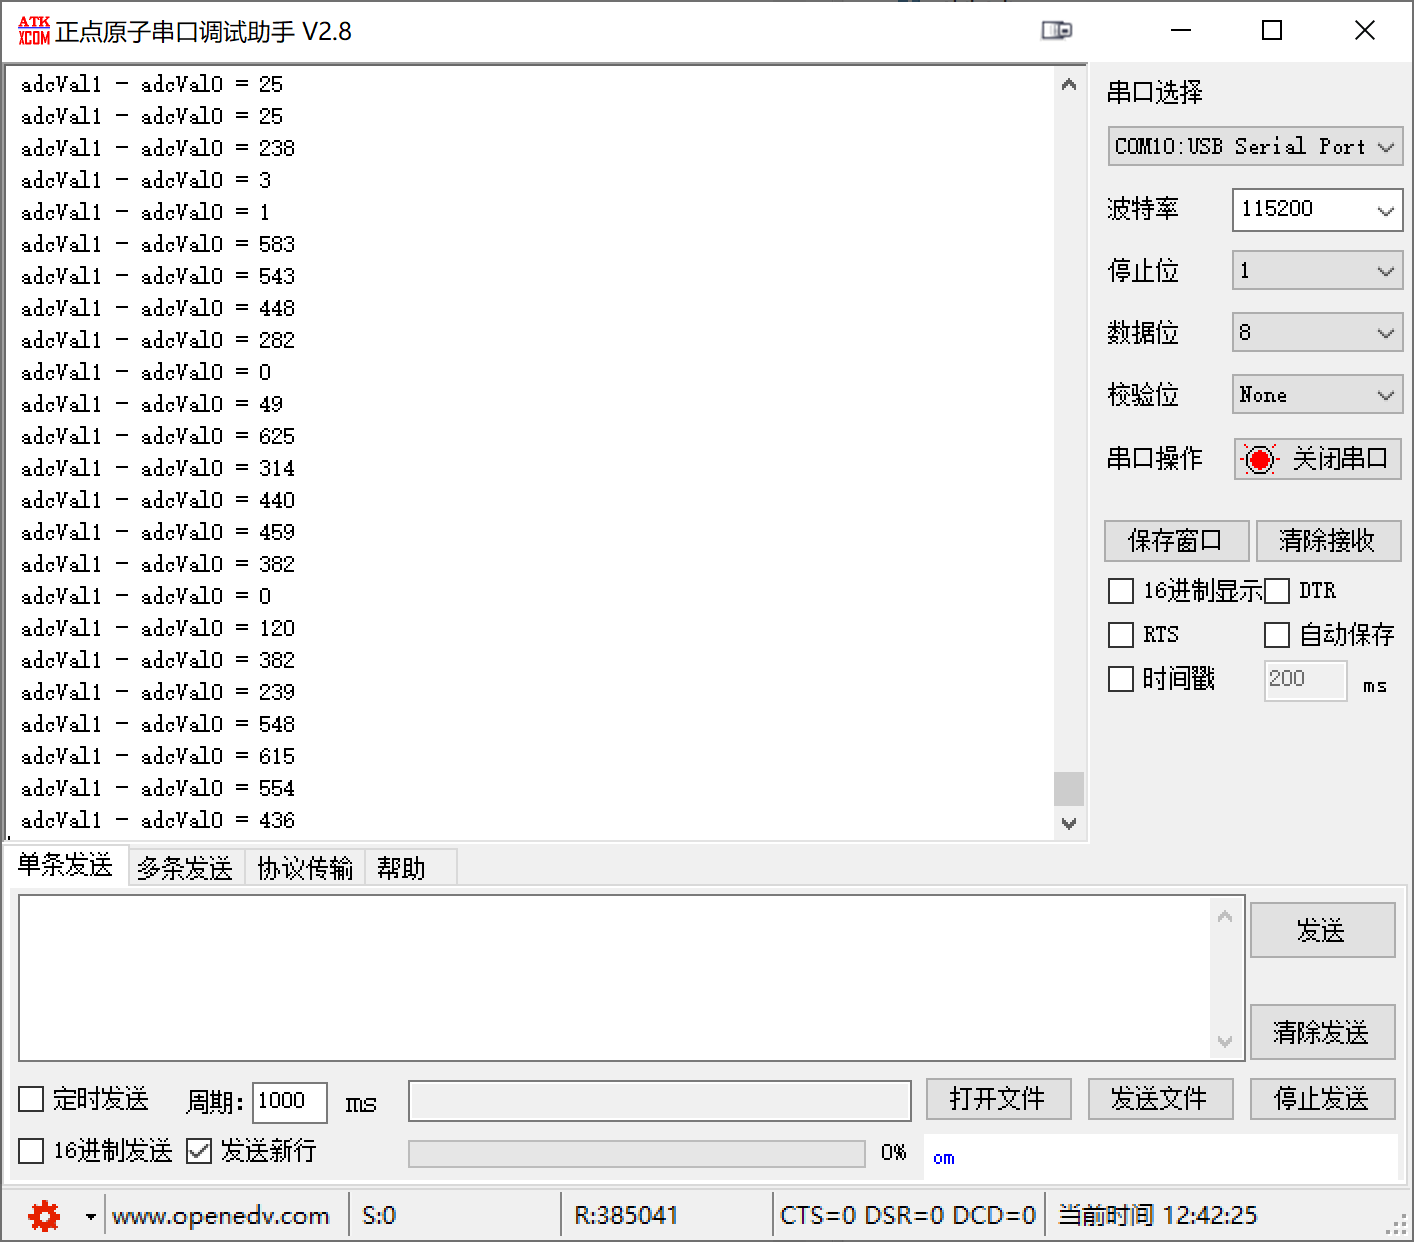 ATK
XCOM 正点原子串口调试助手 V2.8
adcVal1 - adcVal0 = 25
adcVal1 - adcVal0 = 25
adcVal1 - adcVal0 = 238
adcVal1 - adcVal0 = 3
adcVal1 - adcVal0 = 1
adcVal1 - adcVal0 = 583
adcVal1 - adcVal0 = 543
adcVal1 - adcVal0 = 448
adcVal1 - adcVal0 = 282
adcVal1 - adcVal0 = 0
adcVal1 - adcVal0 = 49
adcVal1 - adcVal0 = 625
adcVal1 - adcVal0 = 314
adcVal1 - adcVal0 = 440
adcVal1 - adcVal0 = 459
adcVal1 - adcVal0 = 382
adcVal1 - adcVal0 = 0
adcVal1 - adcVal0 = 120
adcVal1 - adcVal0 = 382
adcVal1 - adcVal0 = 239
adcVal1 - adcVal0 = 548
adcVal1 - adcVal0 = 615
adcVal1 - adcVal0 = 554
adcVal1 - adcVal0 = 436
串口选择
COM10:USB Serial Port
波特率 115200
停止位 1
数据位 8
校验位 None
串口操作 关闭串口
保存窗口 清除接收
16进制显示 DTR
RTS 自动保存
时间戳 200 ms
单条发送 多条发送 协议传输 帮助
发送
清除发送
定时发送 周期: 1000 ms 打开文件 发送文件 停止发送
16进制发送 发送新行 0% om
www.openedv.com S:0 R:385041 CTS=0 DSR=0 DCD=0 当前时间 12:42:25